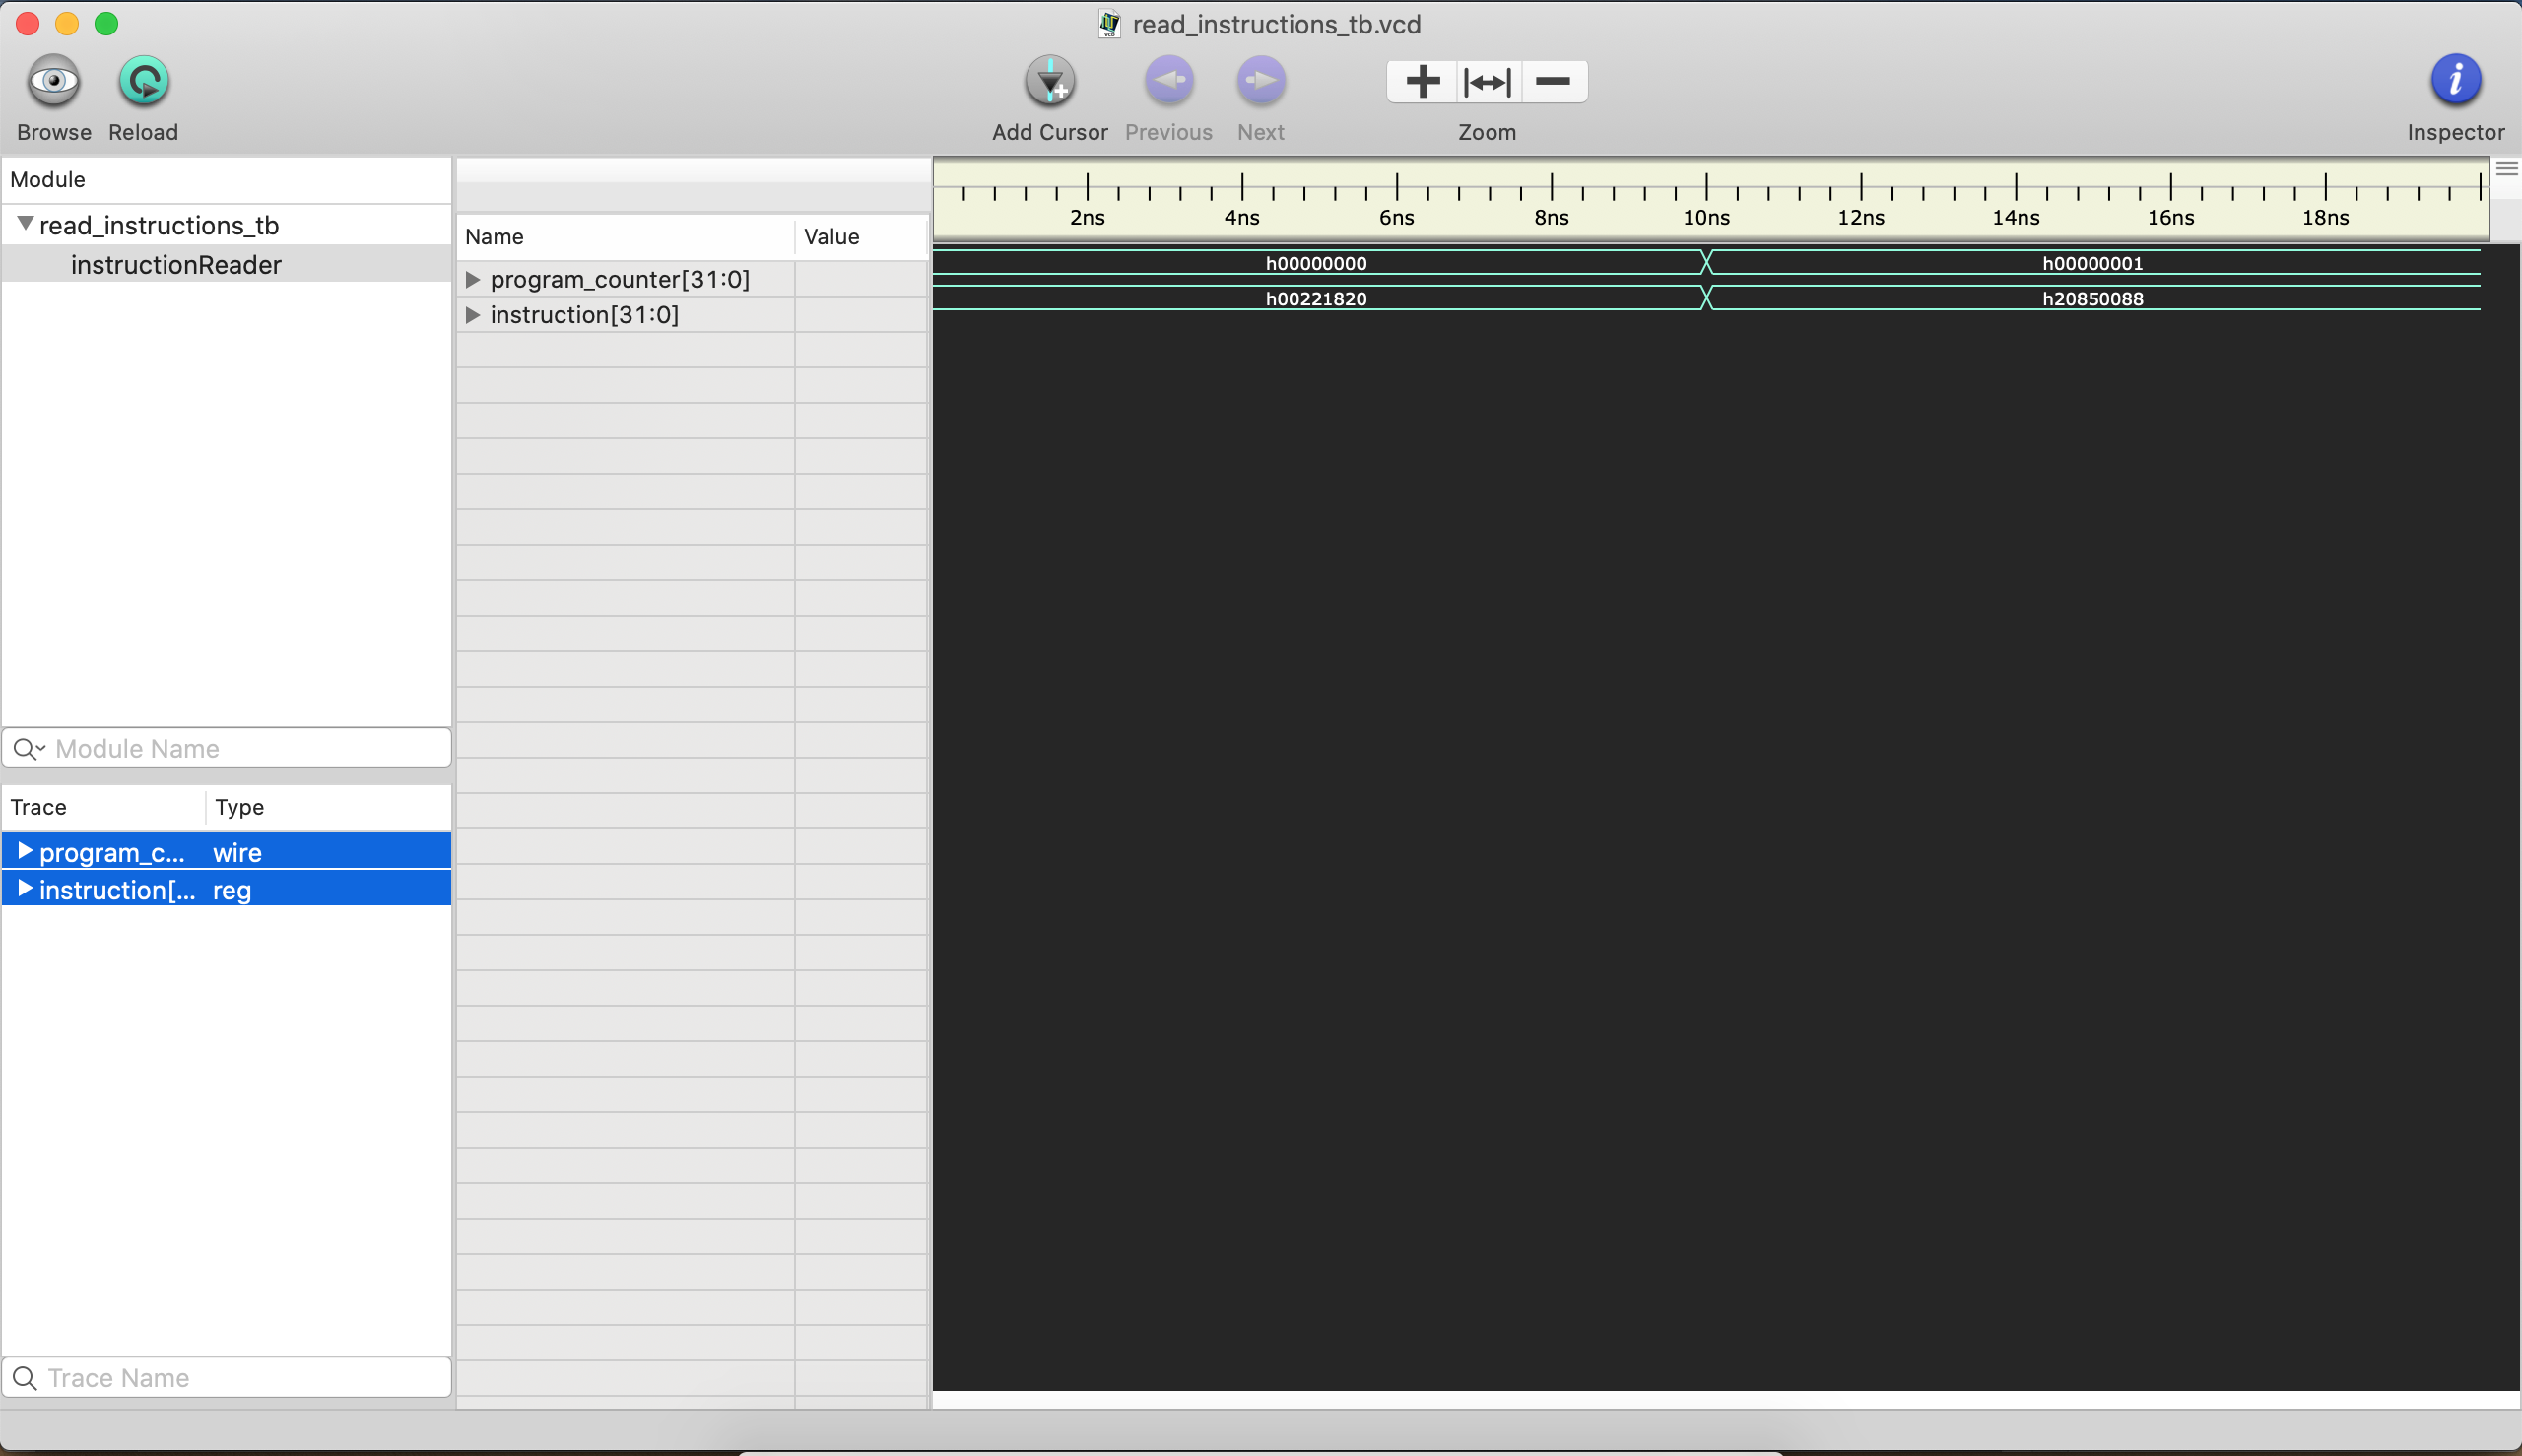 read_instructions_tb.vcd
Browse Reload Add Cursor Previous Next Zoom Inspector
Module
read_instructions_tb
instructionReader
Module Name
Trace Type
program_c... wire
instruction[... reg
Trace Name
Name Value
program_counter[31:0]
instruction[31:0]
2ns 4ns 6ns 8ns 10ns 12ns 14ns 16ns 18ns
h00000000 h00000001
h00221820 h20850088